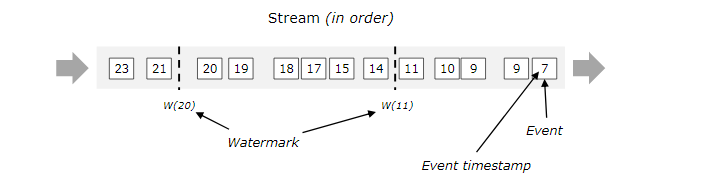 Stream (in order)
23 21 20 19 18 17 15 14 11 10 9 9 7
W(20) W(11)
Watermark
Event
Event timestamp